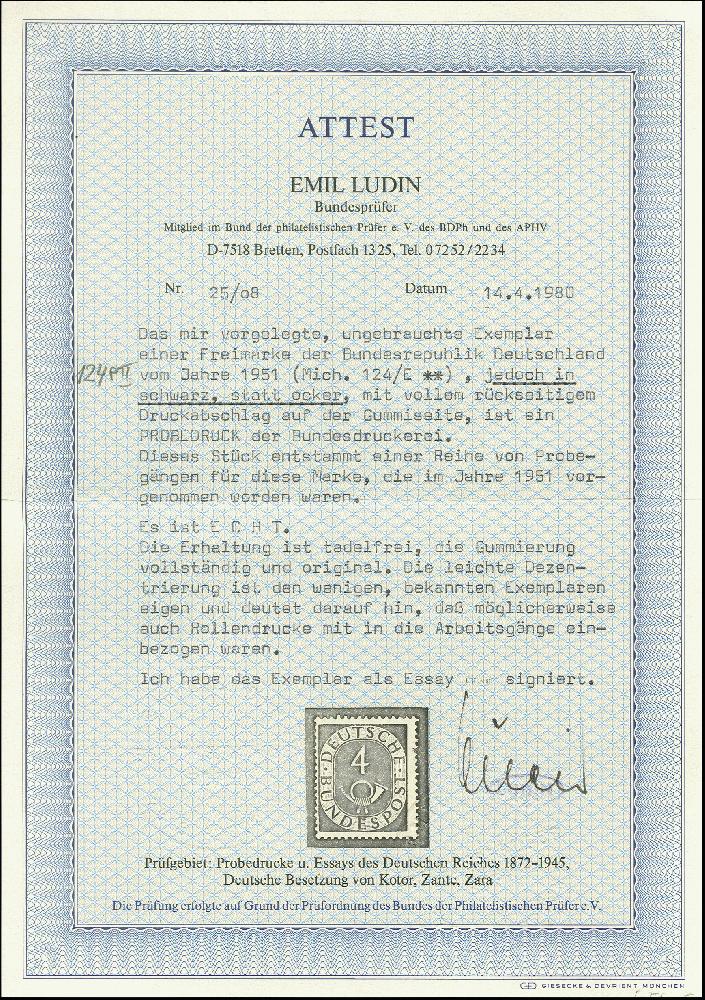 ATTEST
EMIL LUDIN
Bundesprüfer
Mitglied im Bund der philatelistischen Prüfer e. V. des BDPh und des APHV
D-7518 Bretten, Postfach 1325, Tel. 07252/2234
Nr. 25/08 Datum 14.4.1980
Das mir vorgelegte, ungebrauchte Exemplar
einer Freimarke der Bundesrepublik Deutschland
124PII vom Jahre 1951 (Mich. 124/E **) , jedoch in
schwarz, statt ocker, mit vollem rückseitigem
Druckabschlag auf der Gummiseite, ist ein
PROBEDRUCK der Bundesdruckerei.
Dieses Stück entstammt einer Reihe von Probe-
gängen für diese Marke, die im Jahre 1951 vor-
genommen worden waren.
Es ist E C H T.
Die Erhaltung ist tadelfrei, die Gummierung
vollständig und original. Die leichte Dezen-
trierung ist den wenigen, bekannten Exemplaren
eigen und deutet darauf hin, daß möglicherweise
auch Rollendrucke mit in die Arbeitsgänge ein-
bezogen waren.
Ich habe das Exemplar als Essay signiert.
DEUTSCHE
BUNDESPOST
4
Prüfgebiet: Probedrucke u. Essays des Deutschen Reiches 1872-1945,
Deutsche Besetzung von Kotor, Zante, Zara
Die Prüfung erfolgte auf Grund der Prüfordnung des Bundes der Philatelistischen Prüfer e.V.
GIESECKE & DEVRIENT MÜNCHEN